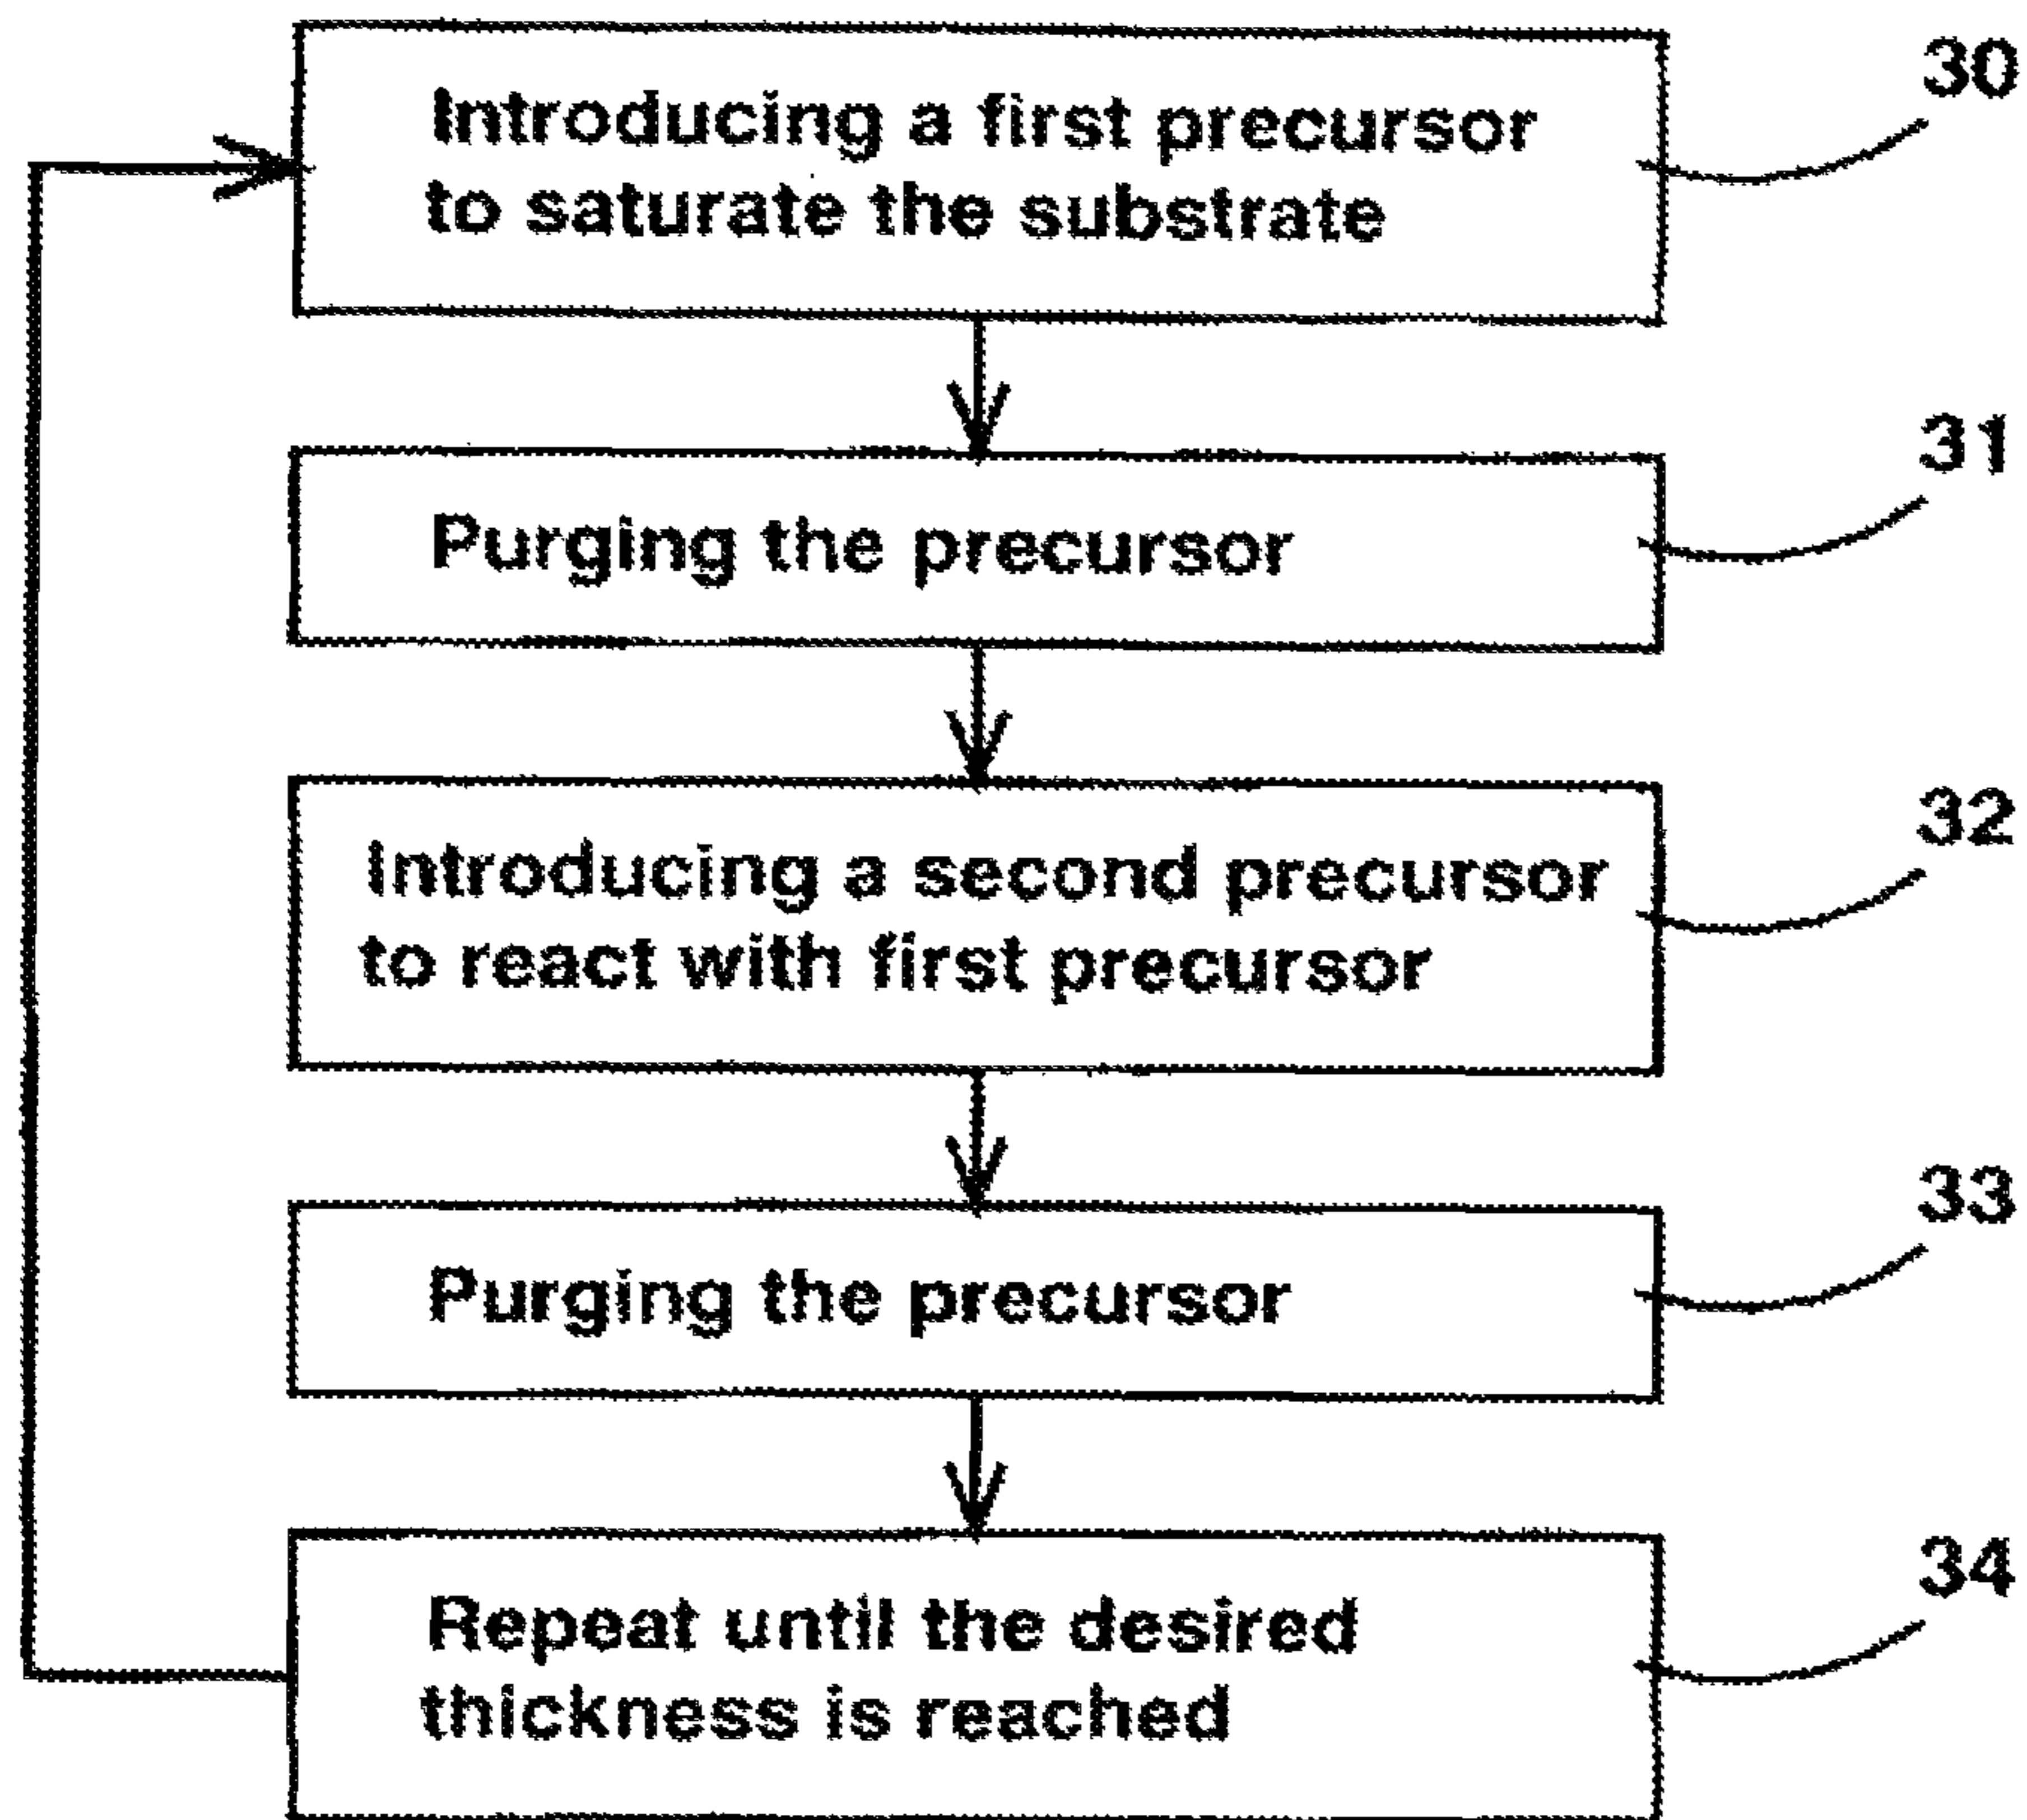 30
Introducing a first precursor
to saturate the substrate
31
Purging the precursor
32
Introducing a second precursor
to react with first precursor
33
Purging the precursor
34
Repeat until the desired
thickness is reached